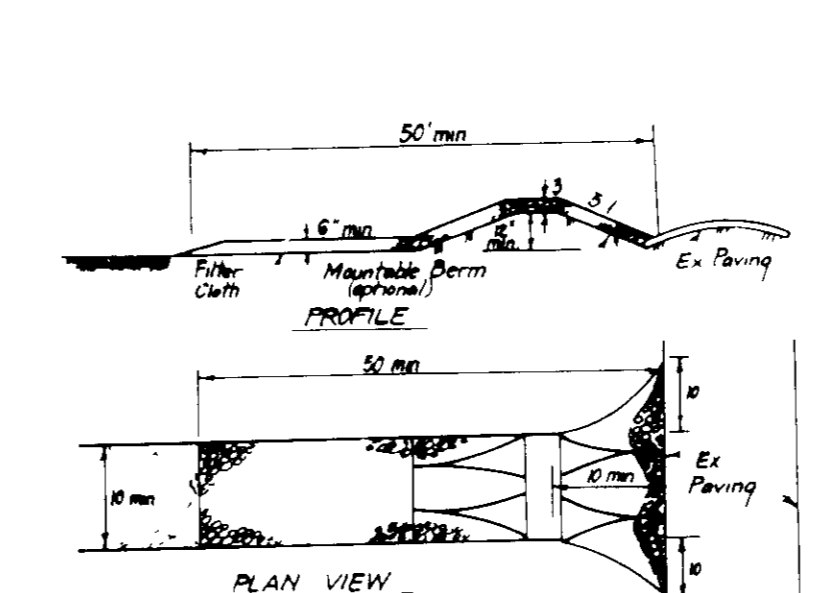 50' min
3
5 1
6" min
12" min
Filter
Cloth
Mountable Berm
(optional)
Ex Paving
PROFILE
50 min
10
10 min
10 min
Ex
Paving
10
PLAN VIEW